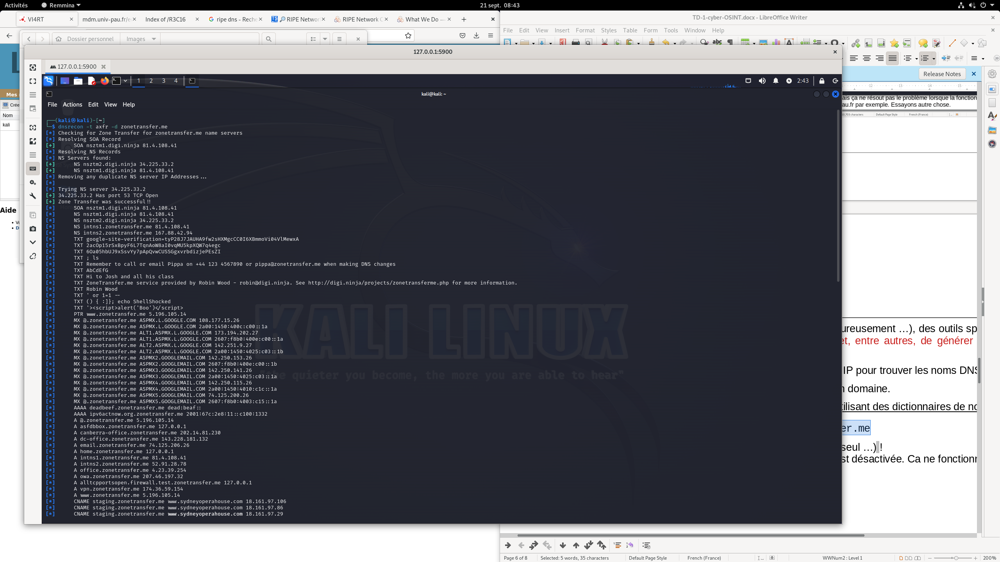 Activités
Remmina
21 sept. 08:43
VI4RT
mdm.univ-pau.fr/e
Index of /R3C16
ripe dns - Reche
RIPE Networ
RIPE Network C
What We Do —
TD-1-cyber-OSINT.docx - LibreOffice Writer
File Edit View Insert Format Styles Table Form Tools Window Help
Dossier personnel
Images
127.0.0.1:5900
127.0.0.1:5900
Release Notes
1 2 3 4
2:43
kali@kali: ~
File Actions Edit View Help
Mes
Crée
Nom
kali
Aide
┌──(kali㉿kali)-[~]
└─$ dnsrecon -t axfr -d zonetransfer.me
[*] Checking for Zone Transfer for zonetransfer.me name servers
[*] Resolving SOA Record
[+] SOA nsztm1.digi.ninja 81.4.108.41
[*] Resolving NS Records
[*] NS Servers found:
[+] NS nsztm2.digi.ninja 34.225.33.2
[+] NS nsztm1.digi.ninja 81.4.108.41
[*] Removing any duplicate NS server IP Addresses...
[*]
[*] Trying NS server 34.225.33.2
[+] 34.225.33.2 Has port 53 TCP Open
[+] Zone Transfer was successful!!
[*] SOA nsztm1.digi.ninja 81.4.108.41
[*] NS nsztm1.digi.ninja 81.4.108.41
[*] NS nsztm2.digi.ninja 34.225.33.2
[*] NS intns1.zonetransfer.me 81.4.108.41
[*] NS intns2.zonetransfer.me 167.88.42.94
[*] TXT google-site-verification=tyP28J7JAUHA9fw2sHXMgcCC0I6XBmmoVi04VlMewxA
[*] TXT 2acOp15rSxBpyF6L7TqnAoW8aI0vqMU5kpXQW7q4egc
[*] TXT 6Oa05hbUJ9xSsvYy7pApQvwCUSSGgxvrbdizjePEsZI
[*] TXT ; ls
[*] TXT Remember to call or email Pippa on +44 123 4567890 or pippa@zonetransfer.me when making DNS changes
[*] TXT AbCdEfG
[*] TXT Hi to Josh and all his class
[*] TXT ZoneTransfer.me service provided by Robin Wood - robin@digi.ninja. See http://digi.ninja/projects/zonetransferme.php for more information.
[*] TXT Robin Wood
[*] TXT ' or 1=1 --
[*] TXT () { :]}; echo ShellShocked
[*] TXT '><script>alert('Boo')</script>
[*] PTR www.zonetransfer.me 5.196.105.14
[*] MX @.zonetransfer.me ASPMX.L.GOOGLE.COM 108.177.15.26
[*] MX @.zonetransfer.me ASPMX.L.GOOGLE.COM 2a00:1450:400c:c00::1a
[*] MX @.zonetransfer.me ALT1.ASPMX.L.GOOGLE.COM 173.194.202.27
[*] MX @.zonetransfer.me ALT1.ASPMX.L.GOOGLE.COM 2607:f8b0:400e:c00::1a
[*] MX @.zonetransfer.me ALT2.ASPMX.L.GOOGLE.COM 142.251.9.27
[*] MX @.zonetransfer.me ALT2.ASPMX.L.GOOGLE.COM 2a00:1450:4025:c03::1b
[*] MX @.zonetransfer.me ASPMX2.GOOGLEMAIL.COM 142.250.153.26
[*] MX @.zonetransfer.me ASPMX2.GOOGLEMAIL.COM 2607:f8b0:400e:c00::1b
[*] MX @.zonetransfer.me ASPMX3.GOOGLEMAIL.COM 142.250.141.26
[*] MX @.zonetransfer.me ASPMX3.GOOGLEMAIL.COM 2a00:1450:4025:c03::1a
[*] MX @.zonetransfer.me ASPMX4.GOOGLEMAIL.COM 142.250.115.26
[*] MX @.zonetransfer.me ASPMX4.GOOGLEMAIL.COM 2a00:1450:4010:c1c::1a
[*] MX @.zonetransfer.me ASPMX5.GOOGLEMAIL.COM 74.125.200.26
[*] MX @.zonetransfer.me ASPMX5.GOOGLEMAIL.COM 2607:f8b0:4003:c15::1a
[*] AAAA deadbeef.zonetransfer.me dead:beaf::
[*] AAAA ipv6actnow.org.zonetransfer.me 2001:67c:2e8:11::c100:1332
[*] A @.zonetransfer.me 5.196.105.14
[*] A asfdbbox.zonetransfer.me 127.0.0.1
[*] A canberra-office.zonetransfer.me 202.14.81.230
[*] A dc-office.zonetransfer.me 143.228.181.132
[*] A email.zonetransfer.me 74.125.206.26
[*] A home.zonetransfer.me 127.0.0.1
[*] A intns1.zonetransfer.me 81.4.108.41
[*] A intns2.zonetransfer.me 52.91.28.78
[*] A office.zonetransfer.me 4.23.39.254
[*] A owa.zonetransfer.me 207.46.197.32
[*] A alltcpportsopen.firewall.test.zonetransfer.me 127.0.0.1
[*] A vpn.zonetransfer.me 174.36.59.154
[*] A www.zonetransfer.me 5.196.105.14
[*] CNAME staging.zonetransfer.me www.sydneyoperahouse.com 18.161.97.106
[*] CNAME staging.zonetransfer.me www.sydneyoperahouse.com 18.161.97.86
[*] CNAME staging.zonetransfer.me www.sydneyoperahouse.com 18.161.97.29
KALI LINUX
"the quieter you become, the more you are able to hear"
12 13 14 15
ais ça ne résout pas le problème lorsque la fonction
au.fr par exemple. Essayons autre chose.
10,703 characters Default Page Style French (France)
ureusement ...), des outils sp
et, entre autres, de générer
IP pour trouver les noms DNS
n domaine.
tilisant des dictionnaires de no
er.me
seul ...) !
st désactivée. Ca ne fonctionn
Page 6 of 8
Selected: 5 words, 35 characters
Default Page Style
French (France)
WWNum2 : Level 1
200%